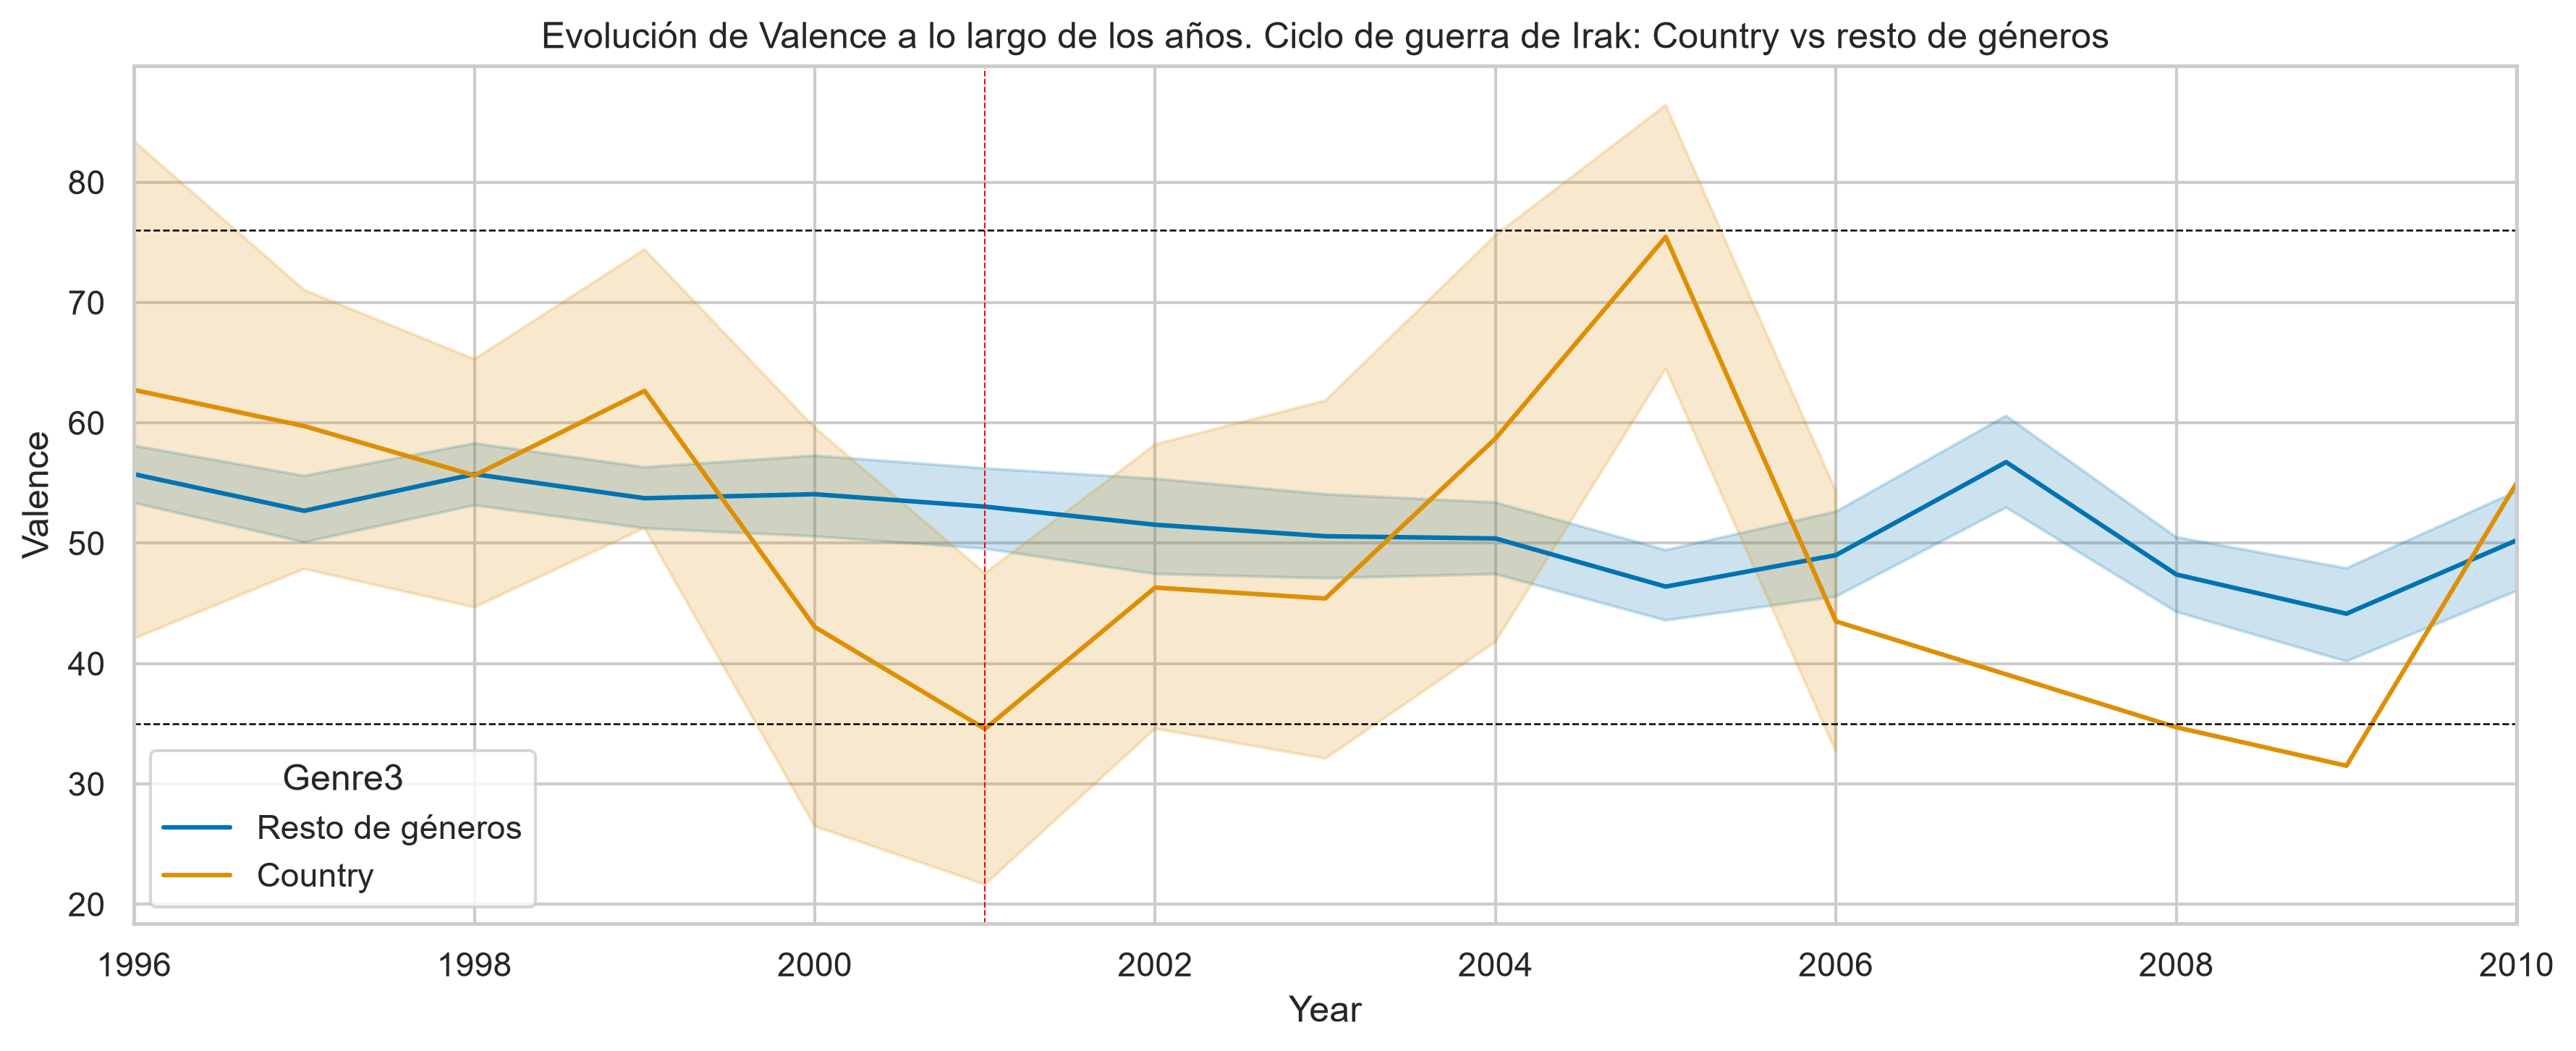 Evolución de Valence a lo largo de los años. Ciclo de guerra de Irak: Country vs resto de géneros
Valence
80
70
60
50
40
30
20
Genre3
Resto de géneros
Country
1996
1998
2000
2002
2004
2006
2008
2010
Year